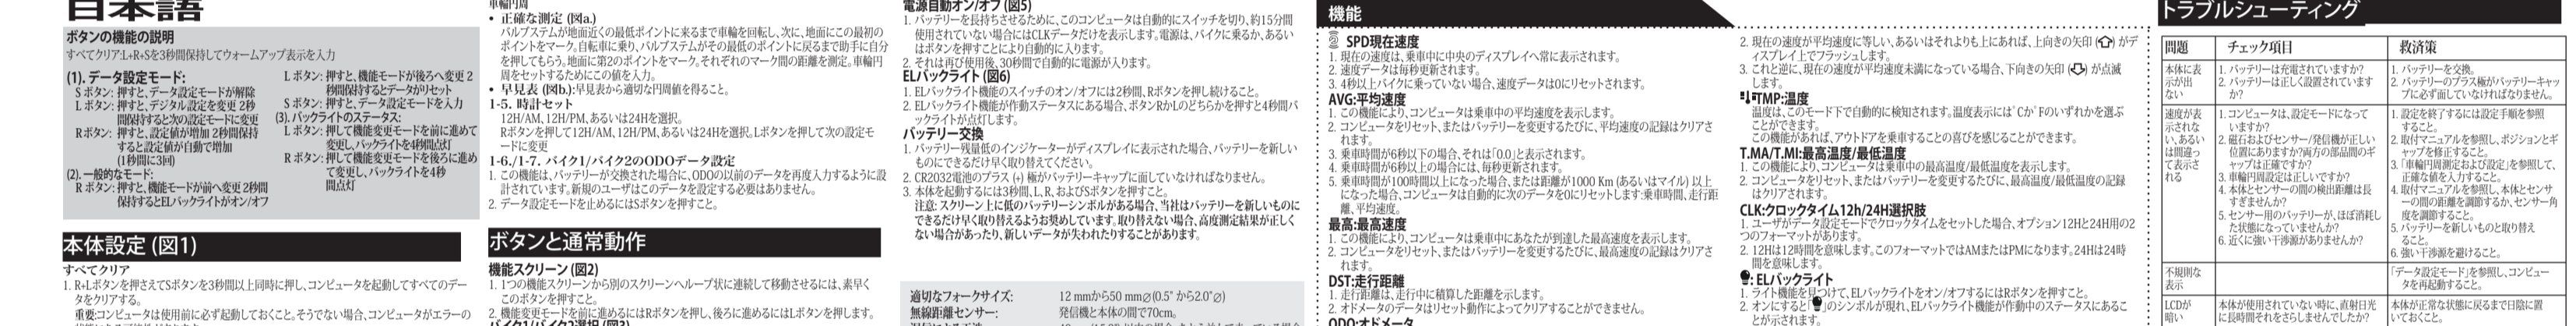 日本語
ボタンの機能の説明
すべてクリア:L+R+Sを3秒間保持してウォームアップ表示を入力
(1). データ設定モード:
S ボタン: 押すと、データ設定モードが解除
L ボタン: 押すと、デジタル設定を変更 2秒
間保持すると次の設定モードに変更
R ボタン: 押すと、設定値が増加 2秒間保持
すると設定値が自動で増加
(1秒間に3回)
(2). 一般的なモード:
R ボタン: 押すと、機能モードが前へ変更 2秒間
保持するとELバックライトがオン/オフ
L ボタン: 押すと、機能モードが後ろへ変更 2
秒間保持するとデータがリセット
S ボタン: 押すと、データ設定モードを入力
(3). バックライトのステータス:
L ボタン: 押して機能変更モードを前に進めて
変更し、バックライトを4秒間点灯
R ボタン: 押して機能変更モードを後ろに進め
て変更し、バックライトを4秒
間点灯
本体設定 (図1)
すべてクリア
1. R+Lボタンを押さえてSボタンを3秒間以上同時に押し、コンピュータを起動してすべてのデー
タをクリアする。
重要:コンピュータは使用前に必ず起動しておくこと。そうでない場合、コンピュータがエラーの
車輪円周
• 正確な測定 (図a.)
バルブステムが地面近くの最低ポイントに来るまで車輪を回転し、次に、地面にこの最初の
ポイントをマーク。自転車に乗り、バルブステムがその最低のポイントに戻るまで助手に自分
を押してもらう。地面に第2のポイントをマーク。それぞれのマーク間の距離を測定。車輪円
周をセットするためにこの値を入力。
• 早見表 (図b.):早見表から適切な円周値を得ること。
1-5. 時計セット
12H/AM、12H/PM、あるいは24Hを選択。
Rボタンを押して12H/AM、12H/PM、あるいは24Hを選択。Lボタンを押して次の設定モ
ードに変更
1-6./1-7. バイク1/バイク2のODOデータ設定
1. この機能は、バッテリーが交換された場合に、ODOの以前のデータを再度入力するように設
計されています。新規のユーザはこのデータを設定する必要はありません。
2. データ設定モードを止めるにはSボタンを押すこと。
ボタンと通常動作
機能スクリーン (図2)
1. 1つの機能スクリーンから別のスクリーンへループ状に連続して移動させるには、素早く
このボタンを押すこと。
2. 機能変更モードを前に進めるにはRボタンを押し、後ろに進めるにはLボタンを押します。
バイク1/バイク2選択 (図3)
電源自動オン/オフ (図5)
1. バッテリーを長持ちさせるために、このコンピュータは自動的にスイッチを切り、約15分間
使用されていない場合にはCLKデータだけを表示します。電源は、バイクに乗るか、あるい
はボタンを押すことにより自動的に入ります。
2. それは再び使用後、30秒間で自動的に電源が入ります。
ELバックライト (図6)
1. ELバックライト機能のスイッチのオン/オフには2秒間、Rボタンを押し続けること。
2. ELバックライト機能が作動ステータスにある場合、ボタンRかLのどちらかを押すと4秒間バ
ックライトが点灯します。
バッテリー交換
1. バッテリー残量低のインジケーターがディスプレイに表示された場合、バッテリーを新しい
ものにできるだけ早く取り替えてください。
2. CR2032電池のプラス (+) 極がバッテリーキャップに面していなければなりません。
3. 本体を起動するには3秒間、L、R、およびSボタンを押すこと。
注意: スクリーン上に低のバッテリーシンボルがある場合、当社はバッテリーを新しいものに
できるだけ早く取り替えるようお奨めしています。取り替えない場合、高度測定結果が正しく
ない場合があったり、新しいデータが失われたりすることがあります。
適切なフォークサイズ: 12 mmから50 mm∅(0.5" から2.0"∅)
無線距離センサー: 発信機と本体の間で70cm。
機能
SPD現在速度
1. 現在の速度は、乗車中に中央のディスプレイへ常に表示されます。
2. 速度データは毎秒更新されます。
3. 4秒以上バイクに乗っていない場合、速度データは0にリセットされます。
AVG:平均速度
1. この機能により、コンピュータは乗車中の平均速度を表示します。
2. コンピュータをリセット、またはバッテリーを変更するたびに、平均速度の記録はクリアさ
れます。
3. 乗車時間が6秒以下の場合、それは「0.0」と表示されます。
4. 乗車時間が6秒以上の場合には、毎秒更新されます。
5. 乗車時間が100時間以上になった場合、または距離が1000 Km (あるいはマイル) 以上
になった場合、コンピュータは自動的に次のデータを0にリセットします:乗車時間、走行距
離、平均速度。
最高:最高速度
1. この機能により、コンピュータは乗車中にあなたが到達した最高速度を表示します。
2. コンピュータをリセット、またはバッテリーを変更するたびに、最高速度の記録はクリアさ
れます。
DST:走行距離
1. 走行距離は、走行中に積算した距離を示します。
2. オドメータのデータはリセット動作によってクリアすることができません。
ODO:オドメータ
2. 現在の速度が平均速度に等しい、あるいはそれよりも上にあれば、上向きの矢印 (⇧) がデ
ィスプレイ上でフラッシュします。
3. これと逆に、現在の速度が平均速度未満になっている場合、下向きの矢印 (⇩) が点滅
します。
TMP:温度
温度は、このモード下で自動的に検知されます。温度表示には°Cか°Fのいずれかを選ぶ
ことができます。
この機能があれば、アウトドアを乗車することの喜びを感じることができます。
T.MA/T.MI:最高温度/最低温度
1. この機能により、コンピュータは乗車中の最高温度/最低温度を表示します。
2. コンピュータをリセット、またはバッテリーを変更するたびに、最高温度/最低温度の記録
はクリアされます。
CLK:クロックタイム12h/24H選択肢
1. ユーザがデータ設定モードでクロックタイムをセットした場合、オプション12Hと24H用の2
つのフォーマットがあります。
2. 12Hは12時間を意味します。このフォーマットではAMまたはPMになります。24Hは24時
間を意味します。
: ELバックライト
1. ライト機能を見つけて、ELバックライトをオン/オフするにはRボタンを押すこと。
2. オンにすると「」のシンボルが現れ、ELバックライト機能が作動中のステータスにあるこ
とが示されます。
トラブルシューティング
問題 チェック項目 救済策
本体に表
示が出
ない
1. バッテリーは充電されていますか?
2. バッテリーは正しく設置されています
か?
1. バッテリーを交換。
2. バッテリーのプラス極がバッテリーキャッ
プに必ず面していなければなりません。
速度が表
示されな
い、あるい
は間違っ
て表示さ
れる
1. コンピュータは、設定モードになって
いますか?
2. 磁石およびセンサー/発信機が正しい
位置にありますか?両方の部品間のギ
ャップは正確ですか?
3. 車輪円周設定は正しいですか?
4. 本体とセンサーの間の検出距離は長
すぎませんか?
5. センサー用のバッテリーが、ほぼ消耗し
た状態になっていませんか?
6. 近くに強い干渉源がありませんか?
1. 設定を終了するには設定手順を参照
すること。
2. 取付マニュアルを参照し、ポジションとギ
ャップを修正すること。
3. 「車輪円周測定および設定」を参照して、
正確な値を入力すること。
4. 取付マニュアルを参照し、本体とセンサ
ーの間の距離を調節するか、センサー角
度を調節すること。
5. バッテリーを新しいものと取り替え
ること。
6. 強い干渉源を避けること。
不規則な
表示
「データ設定モード」を参照し、コンピュー
タを再起動すること。
LCDが
暗い
本体が使用されていない時に、直射日光
に長時間それをさらしませんでしたか?
本体が正常な状態に戻るまで日陰に置
いておくこと。